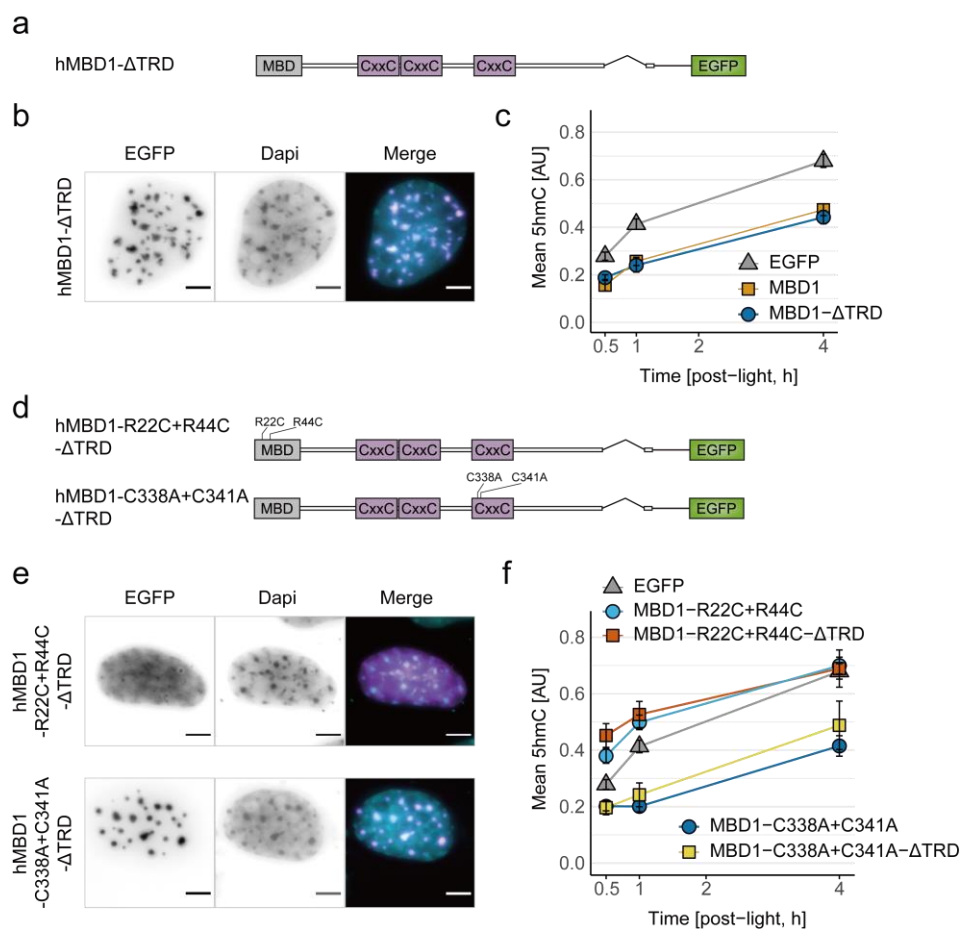 a
hMBD1-ΔTRD
MBD
CxxC
CxxC
CxxC
EGFP
b
EGFP
Dapi
Merge
hMBD1-ΔTRD
c
Mean 5hmC [AU]
0.8
0.6
0.4
0.2
0.0
EGFP
MBD1
MBD1−ΔTRD
0.5
1
2
4
Time [post−light, h]
d
hMBD1-R22C+R44C
-ΔTRD
R22C
R44C
MBD
CxxC
CxxC
CxxC
EGFP
hMBD1-C338A+C341A
-ΔTRD
C338A
C341A
MBD
CxxC
CxxC
CxxC
EGFP
e
EGFP
Dapi
Merge
hMBD1
-R22C+R44C
-ΔTRD
hMBD1
-C338A+C341A
-ΔTRD
f
EGFP
MBD1−R22C+R44C
MBD1−R22C+R44C−ΔTRD
Mean 5hmC [AU]
0.8
0.6
0.4
0.2
0.0
MBD1−C338A+C341A
MBD1−C338A+C341A−ΔTRD
0.5
1
2
4
Time [post−light, h]